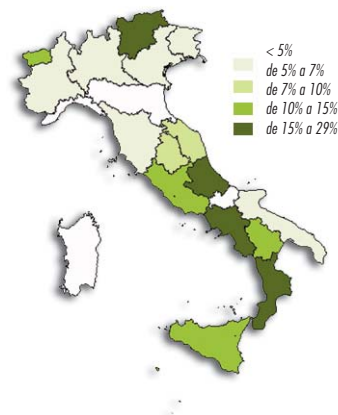 < 5%
de 5% a 7%
de 7% a 10%
de 10% a 15%
de 15% a 29%